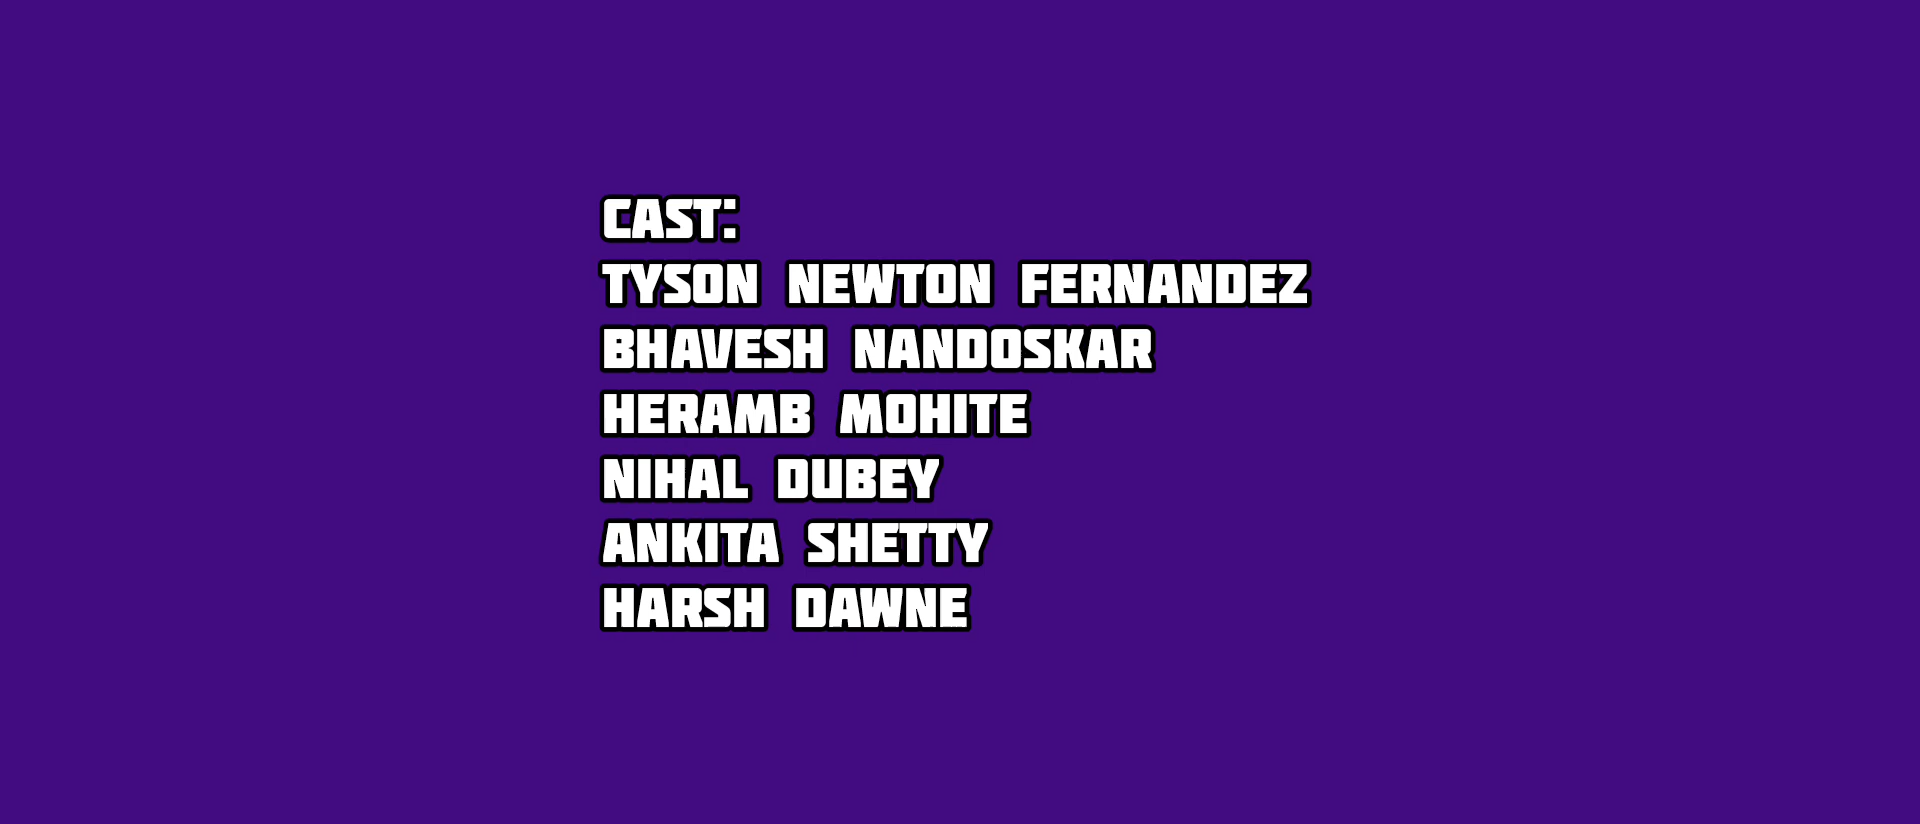 CAST:
TYSON NEWTON FERNANDEZ
BHAVESH NANDOSKAR
HERAMB MOHITE
NIHAL DUBEY
ANKITA SHETTY
HARSH DAWNE